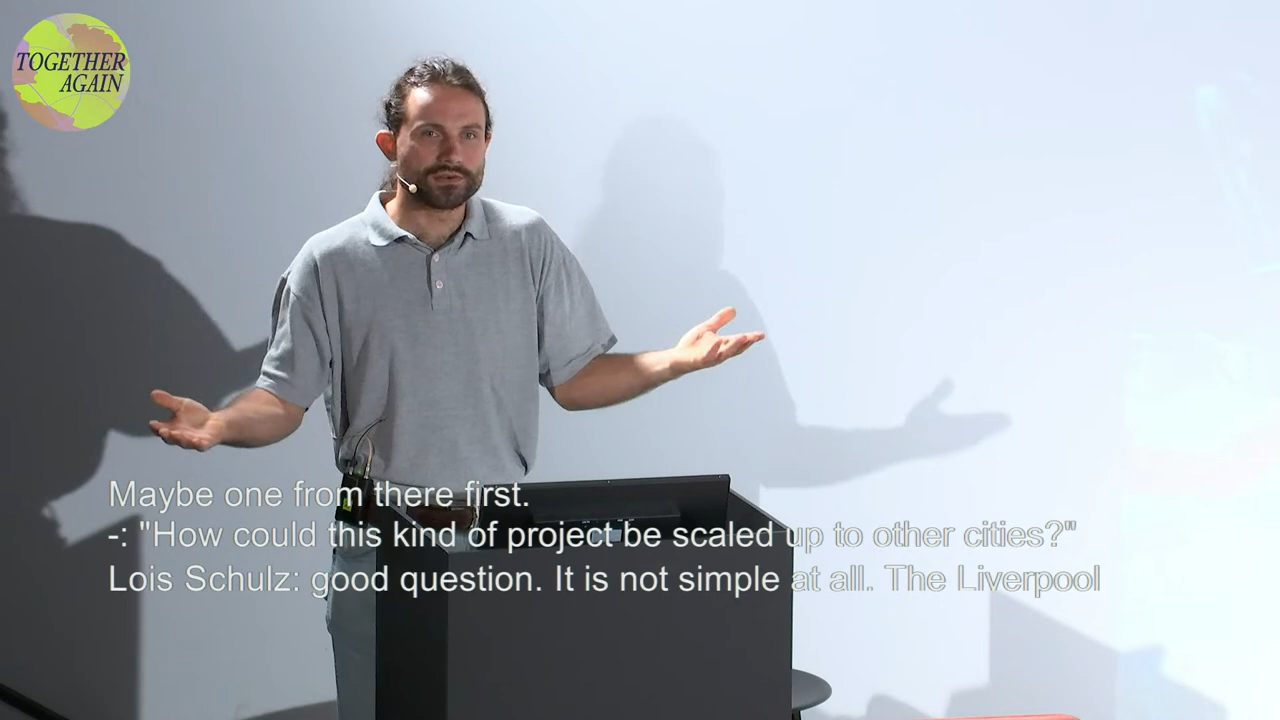 TOGETHER
AGAIN
Maybe one from there first.
-: "How could this kind of project be scaled up to other cities?"
Lois Schulz: good question. It is not simple at all. The Liverpool